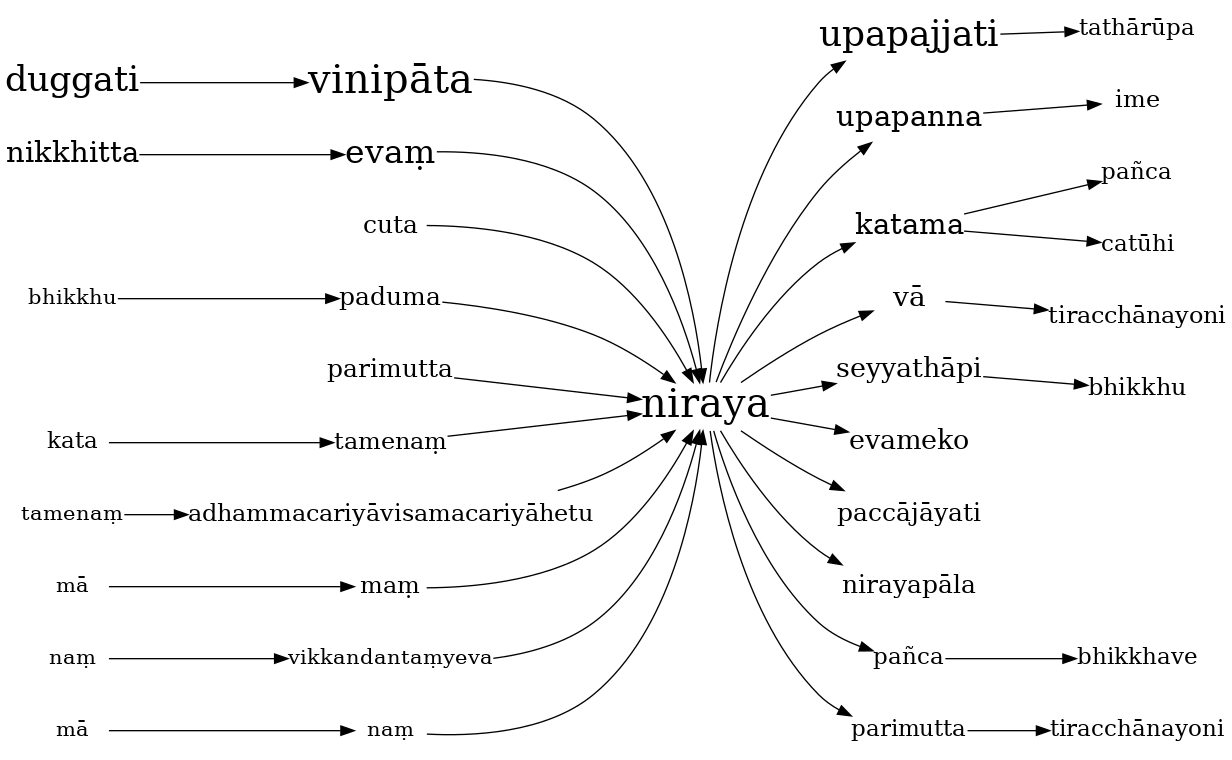 duggati
vinipāta
upapajjati
tathārūpa
nikkhitta
evaṃ
upapanna
ime
cuta
katama
pañca
catūhi
bhikkhu
paduma
vā
tiracchānayoni
parimutta
niraya
seyyathāpi
bhikkhu
kata
tamenaṃ
evameko
tamenaṃ
adhammacariyāvisamacariyāhetu
paccājāyati
mā
maṃ
nirayapāla
naṃ
vikkandantaṃyeva
pañca
bhikkhave
mā
naṃ
parimutta
tiracchānayoni